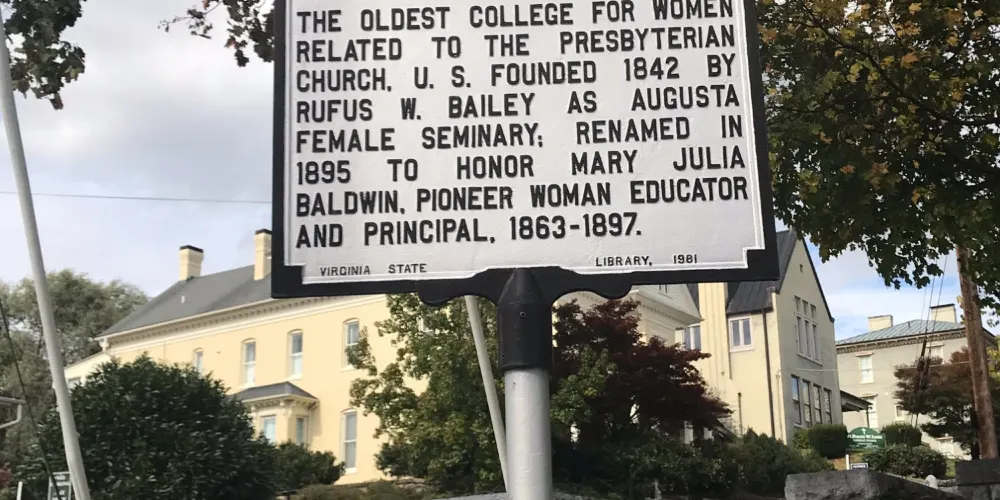 THE OLDEST COLLEGE FOR WOMEN
RELATED TO THE PRESBYTERIAN
CHURCH, U. S. FOUNDED 1842 BY
RUFUS W. BAILEY AS AUGUSTA
FEMALE SEMINARY; RENAMED IN
1895 TO HONOR MARY JULIA
BALDWIN, PIONEER WOMAN EDUCATOR
AND PRINCIPAL, 1863-1897.
VIRGINIA STATE LIBRARY, 1981